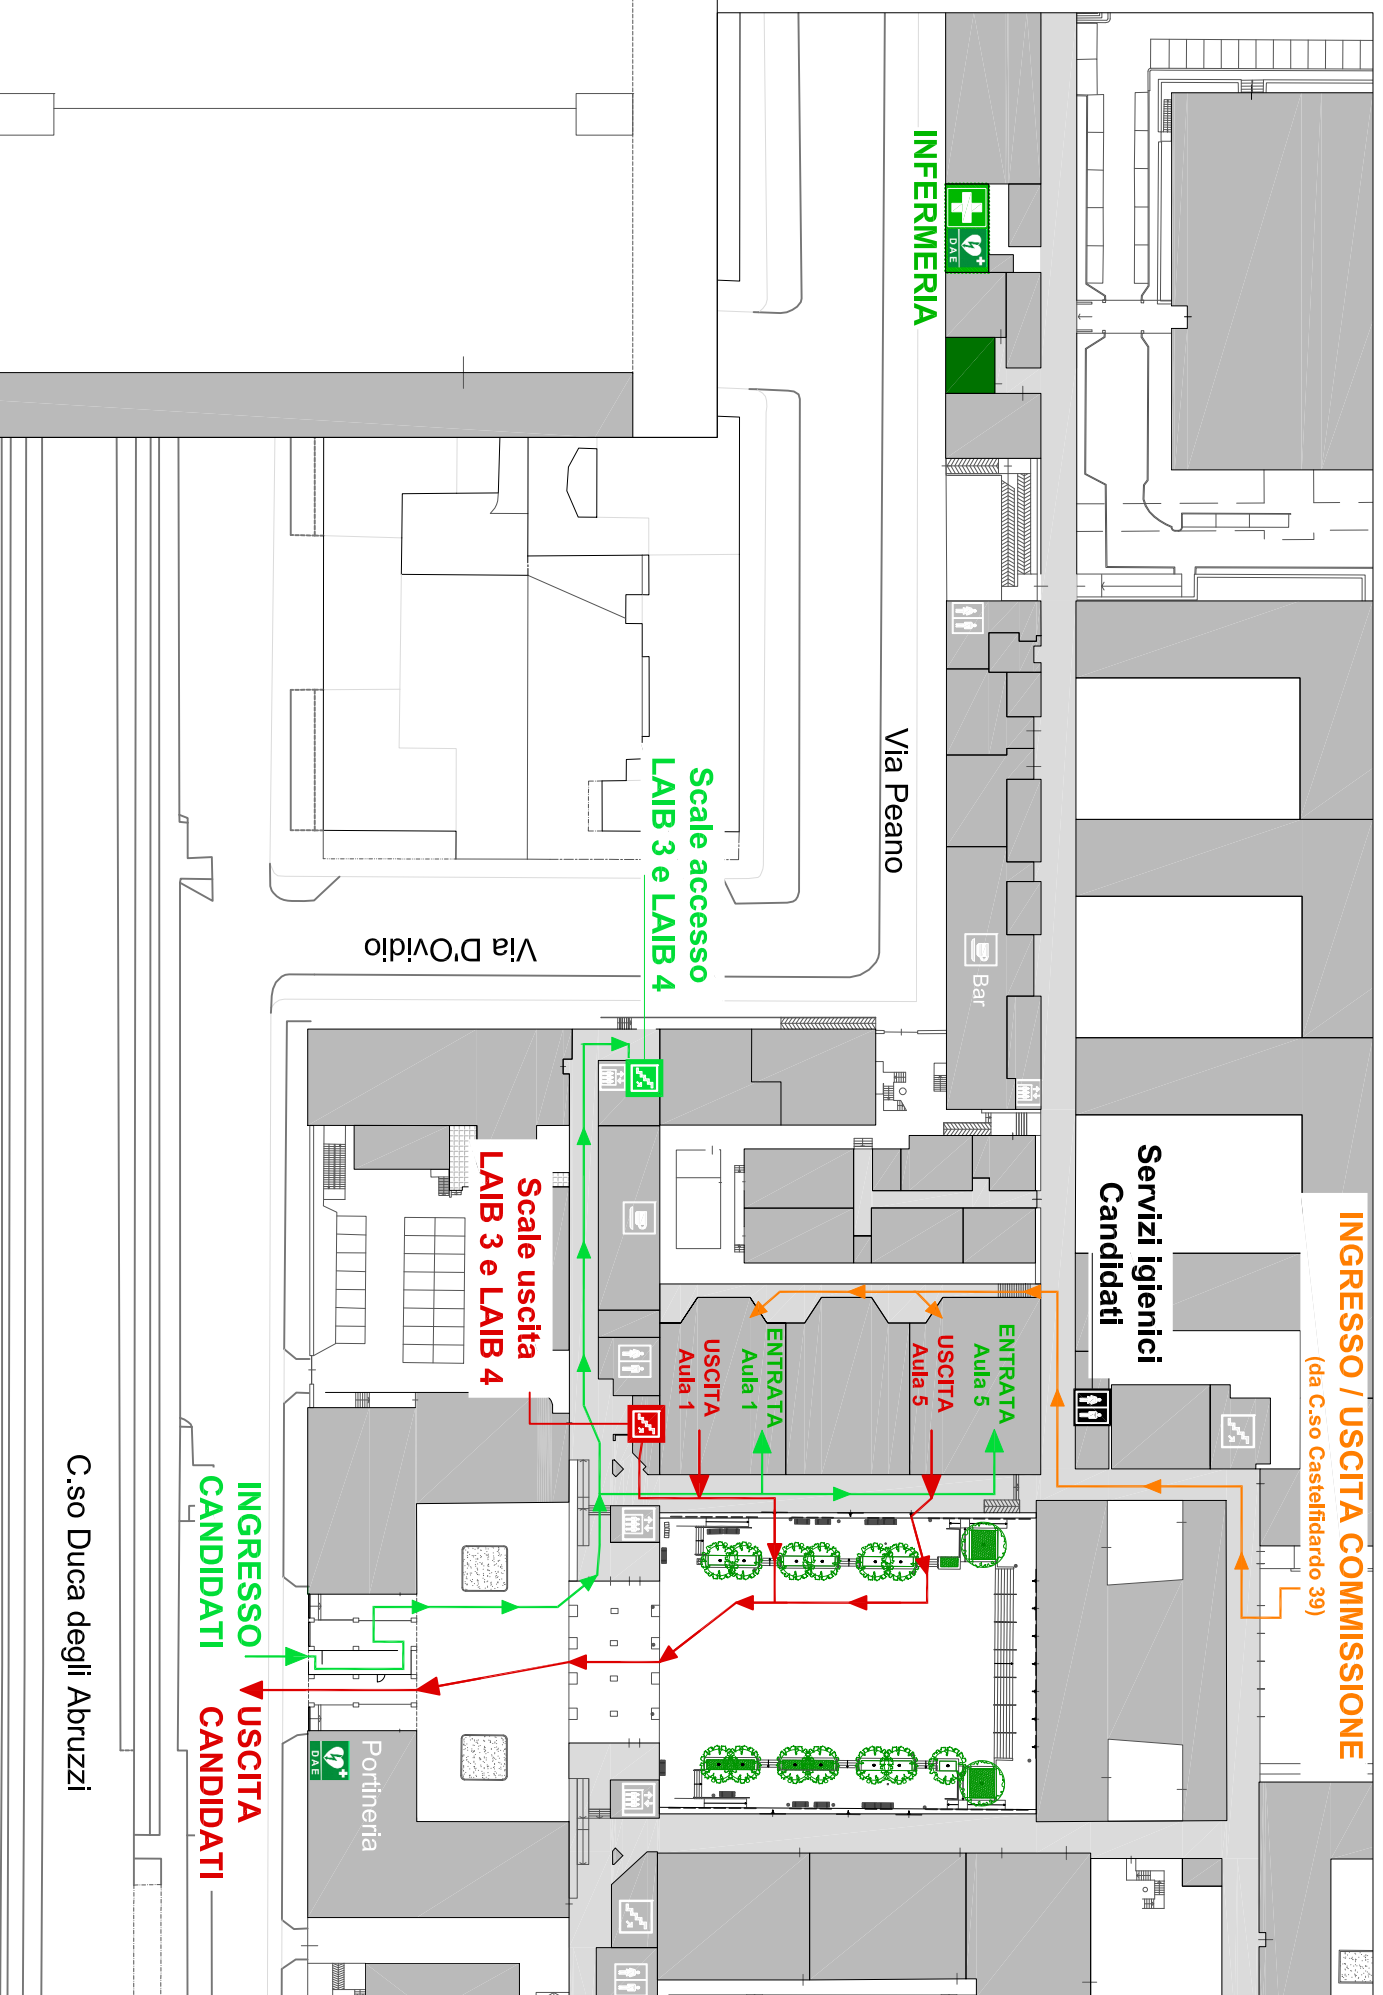 INGRESSO / USCITA COMMISSIONE
(da C.so Castelfidardo 39)
Servizi igienici
Candidati
INFERMERIA
DAE
Via Peano
Bar
Scale accesso
LAIB 3 e LAIB 4
Via D'Ovidio
ENTRATA
Aula 5
USCITA
Aula 5
ENTRATA
Aula 1
USCITA
Aula 1
Scale uscita
LAIB 3 e LAIB 4
INGRESSO
CANDIDATI
USCITA
CANDIDATI
Portineria
DAE
C.so Duca degli Abruzzi